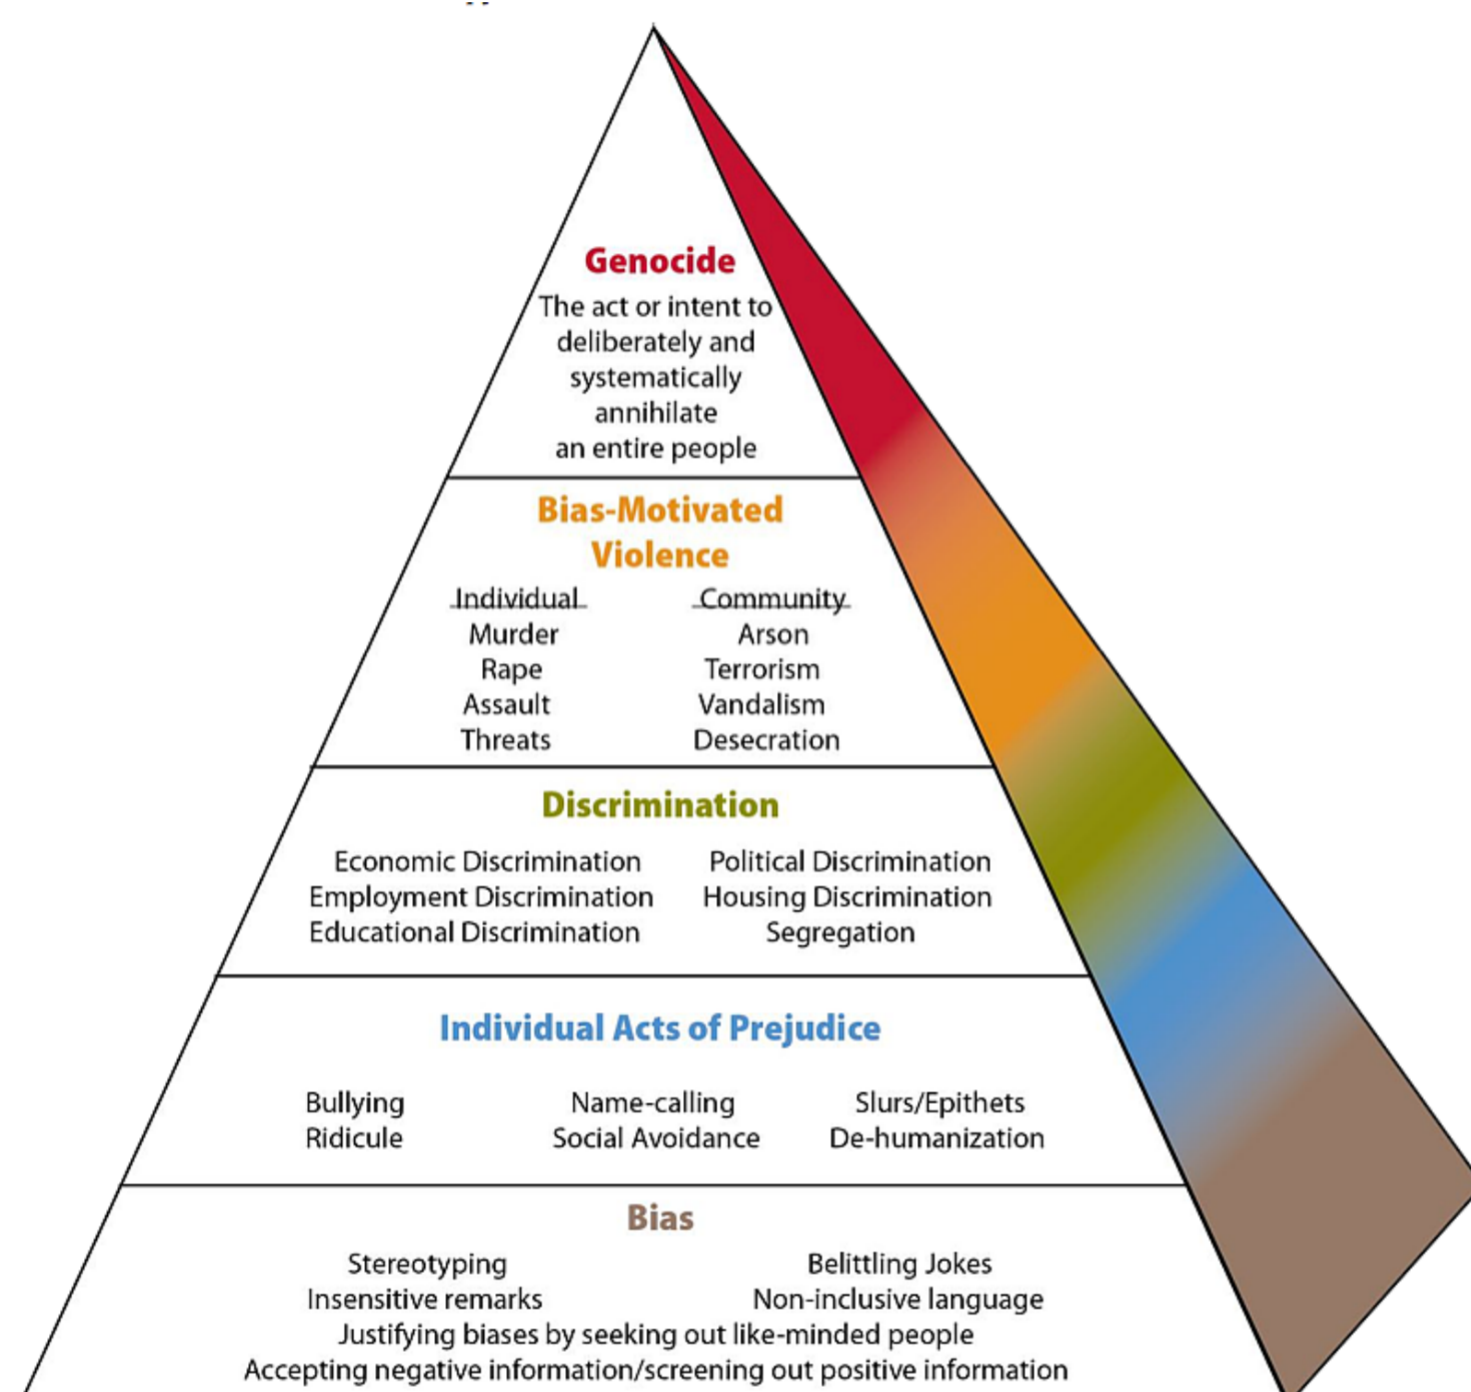 Genocide
The act or intent to
deliberately and
systematically
annihilate
an entire people
Bias-Motivated
Violence
Individual Community
Murder Arson
Rape Terrorism
Assault Vandalism
Threats Desecration
Discrimination
Economic Discrimination Political Discrimination
Employment Discrimination Housing Discrimination
Educational Discrimination Segregation
Individual Acts of Prejudice
Bullying Name-calling Slurs/Epithets
Ridicule Social Avoidance De-humanization
Bias
Stereotyping Belittling Jokes
Insensitive remarks Non-inclusive language
Justifying biases by seeking out like-minded people
Accepting negative information/screening out positive information